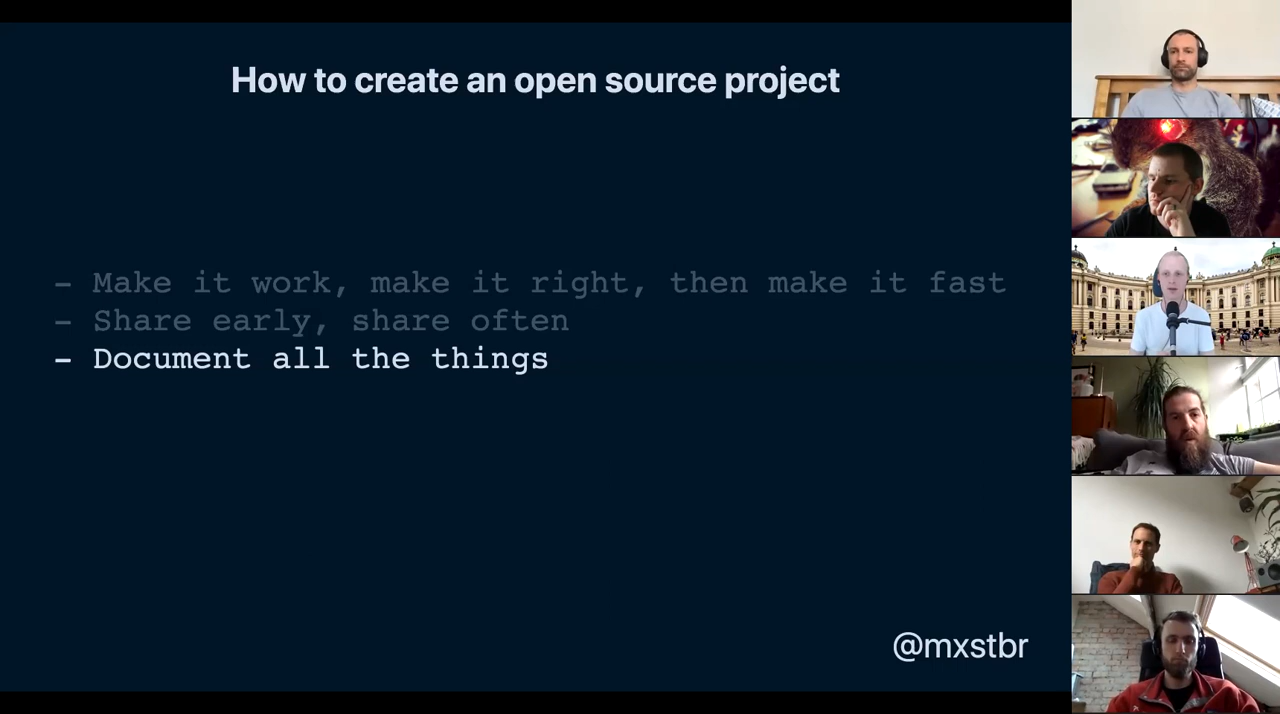 How to create an open source project
- Make it work, make it right, then make it fast
- Share early, share often
- Document all the things
@mxstbr